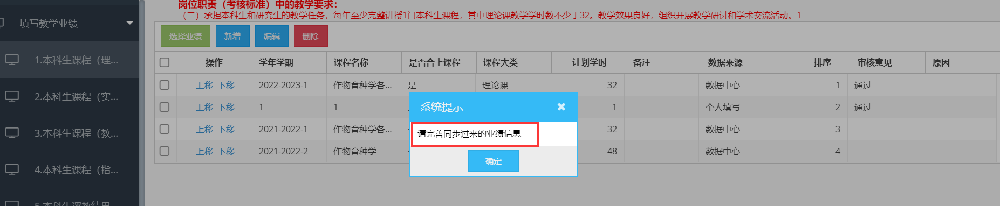 岗位职责（考核标准）中的教学要求：
（二）承担本科生和研究生的教学任务，每年至少完整讲授1门本科生课程，其中理论课教学学时数不少于32。教学效果良好，组织开展教学研讨和学术交流活动。1
填写教学业绩
1.本科生课程（理...
2.本科生课程（实...
3.本科生课程（教...
4.本科生课程（指...
5.本科生评教结果
选择业绩 新增 编辑 删除
操作 学年学期 课程名称 是否合上课程 课程大类 计划学时 备注 数据来源 排序 审核意见 原因
上移 下移 2022-2023-1 作物育种学各... 是 理论课 32 数据中心 1 通过
上移 下移 1 1 1 个人填写 2 通过
上移 下移 2021-2022-1 作物育种学各... 32 数据中心 3
上移 下移 2021-2022-2 作物育种学 48 数据中心 4
系统提示
请完善同步过来的业绩信息
确定